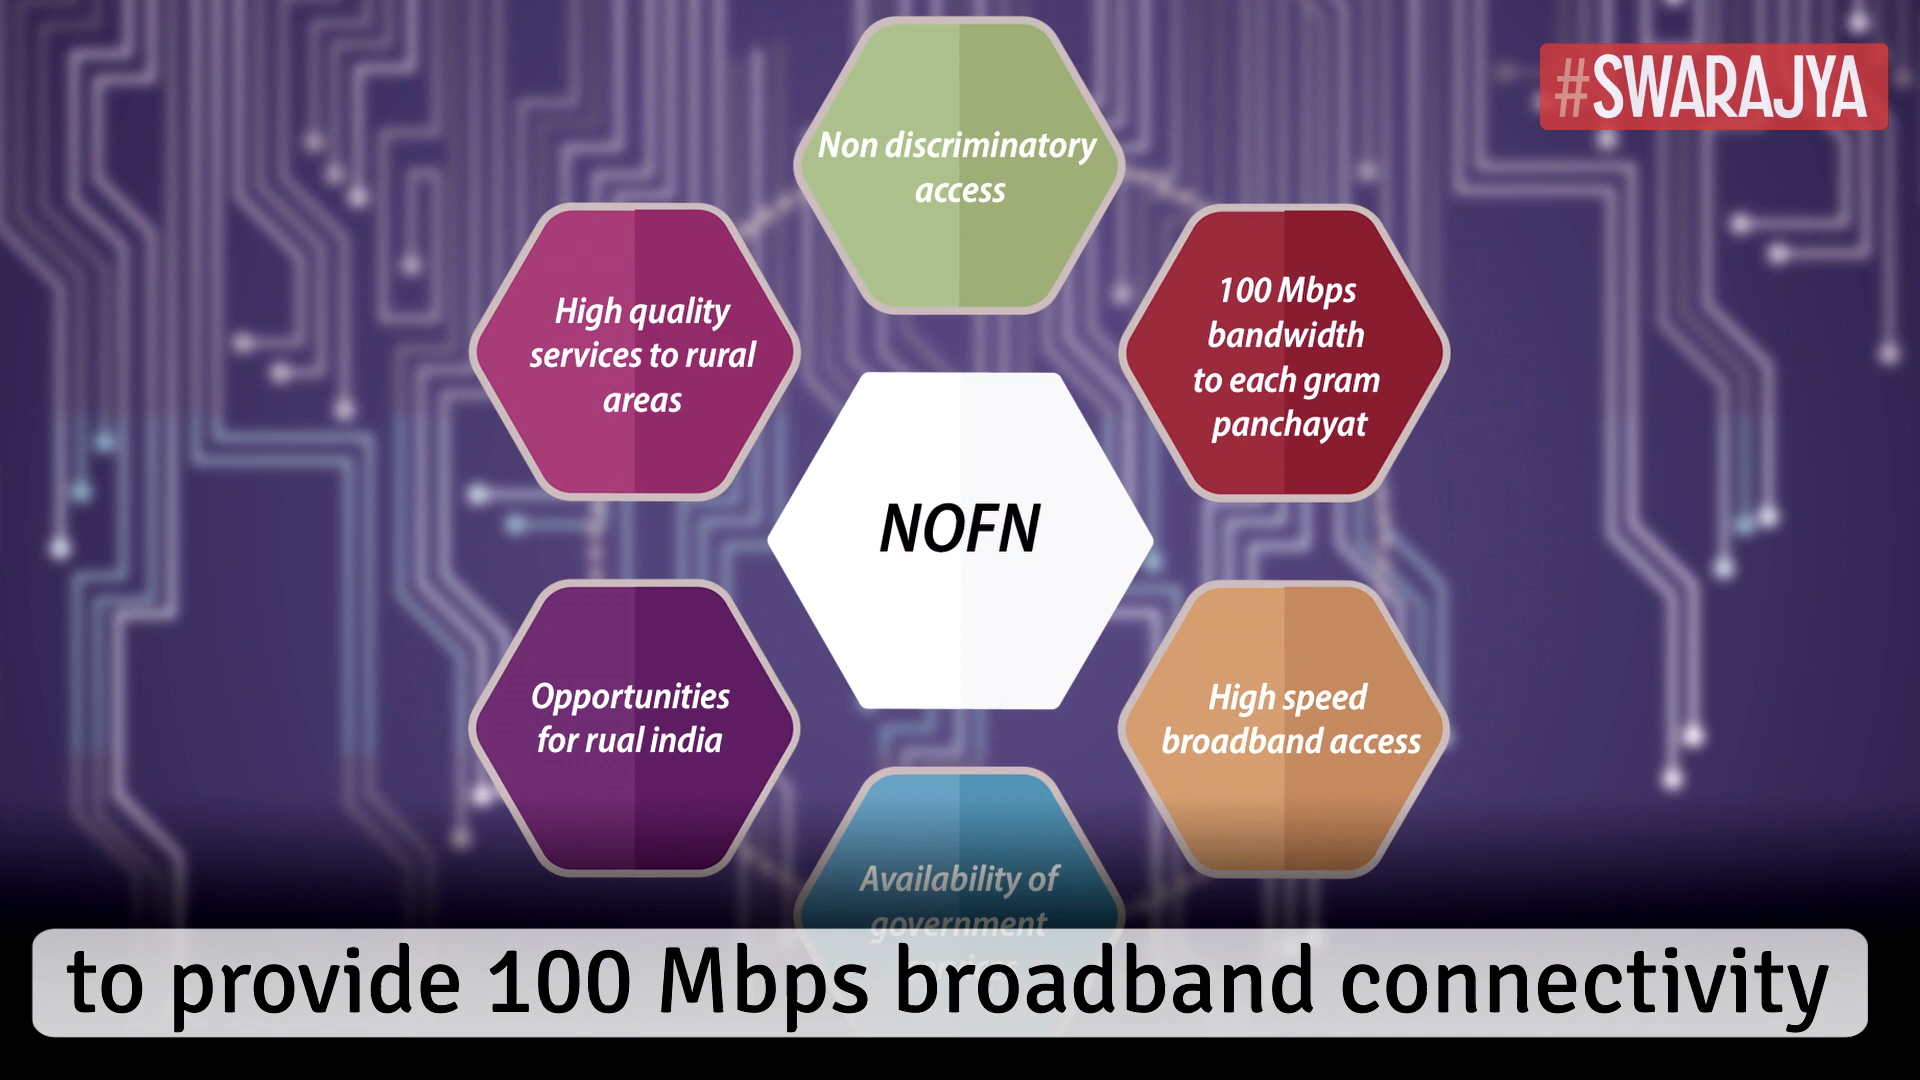 #SWARAJYA
Non discriminatory
access
High quality
services to rural
areas
100 Mbps
bandwidth
to each gram
panchayat
NOFN
Opportunities
for rual india
High speed
broadband access
Availability of
government
services
to provide 100 Mbps broadband connectivity